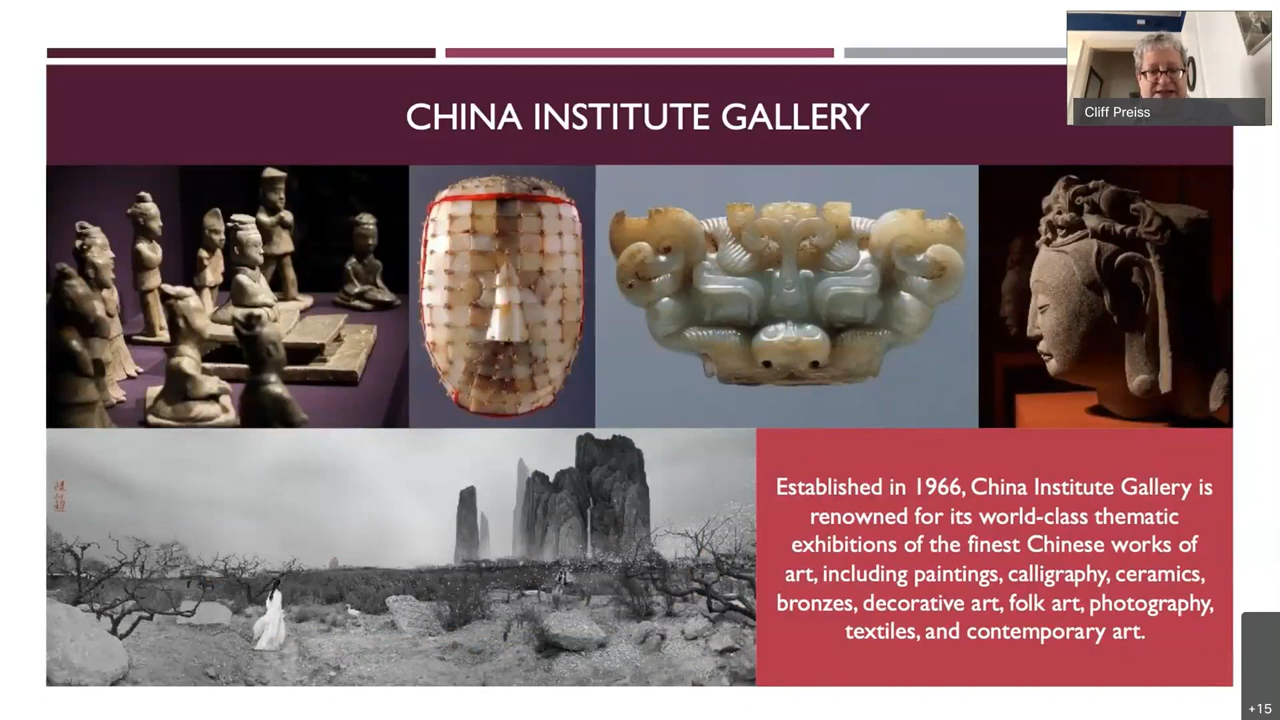 CHINA INSTITUTE GALLERY
Cliff Preiss
Established in 1966, China Institute Gallery is
renowned for its world-class thematic
exhibitions of the finest Chinese works of
art, including paintings, calligraphy, ceramics,
bronzes, decorative art, folk art, photography,
textiles, and contemporary art.
+15